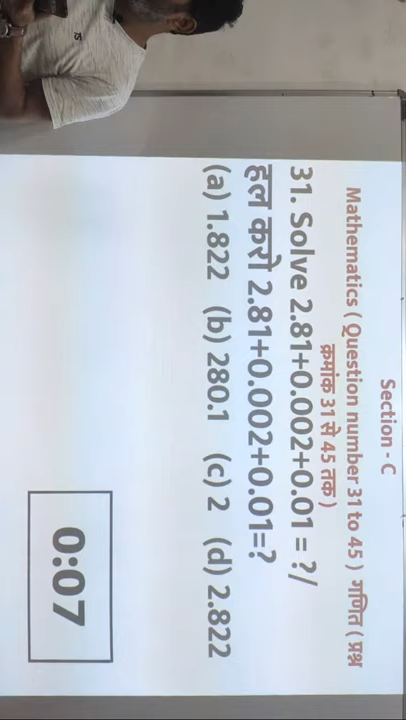 Section - C
Mathematics ( Question number 31 to 45 ) गणित ( प्रश्न
क्रमांक 31 से 45 तक )
31. Solve 2.81+0.002+0.01 = ?/
हल करो 2.81+0.002+0.01=?
(a) 1.822 (b) 280.1 (c) 2 (d) 2.822
0:07